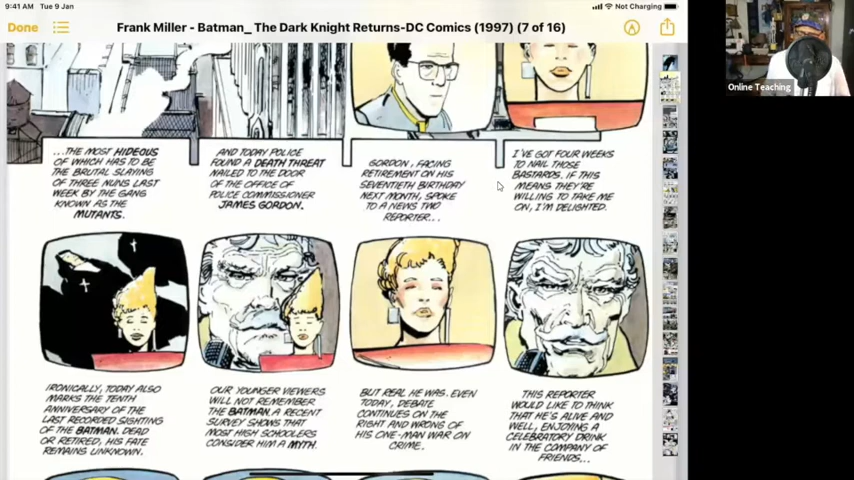 9:41 AM Tue 9 Jan
Not Charging
Done
Frank Miller - Batman_ The Dark Knight Returns-DC Comics (1997) (7 of 16)
Online Teaching
...THE MOST HIDEOUS
OF WHICH HAS TO BE
THE BRUTAL SLAYING
OF THREE NUNS LAST
WEEK BY THE GANG
KNOWN AS THE
MUTANTS.
AND TODAY POLICE
FOUND A DEATH THREAT
NAILED TO THE DOOR
OF THE OFFICE OF
POLICE COMMISSIONER
JAMES GORDON.
GORDON, FACING
RETIREMENT ON HIS
SEVENTIETH BIRTHDAY
NEXT MONTH, SPOKE
TO A NEWS TWO
REPORTER...
I'VE GOT FOUR WEEKS
TO NAIL THOSE
BASTARDS. IF THIS
MEANS THEY'RE
WILLING TO TAKE ME
ON, I'M DELIGHTED.
IRONICALLY, TODAY ALSO
MARKS THE TENTH
ANNIVERSARY OF THE
LAST RECORDED SIGHTING
OF THE BATMAN. DEAD
OR RETIRED, HIS FATE
REMAINS UNKNOWN.
OUR YOUNGER VIEWERS
WILL NOT REMEMBER
THE BATMAN. A RECENT
SURVEY SHOWS THAT
MOST HIGH SCHOOLERS
CONSIDER HIM A MYTH.
BUT REAL HE WAS. EVEN
TODAY, DEBATE
CONTINUES ON THE
RIGHT AND WRONG OF
HIS ONE-MAN WAR ON
CRIME.
THIS REPORTER
WOULD LIKE TO THINK
THAT HE'S ALIVE AND
WELL, ENJOYING A
CELEBRATORY DRINK
IN THE COMPANY OF
FRIENDS...